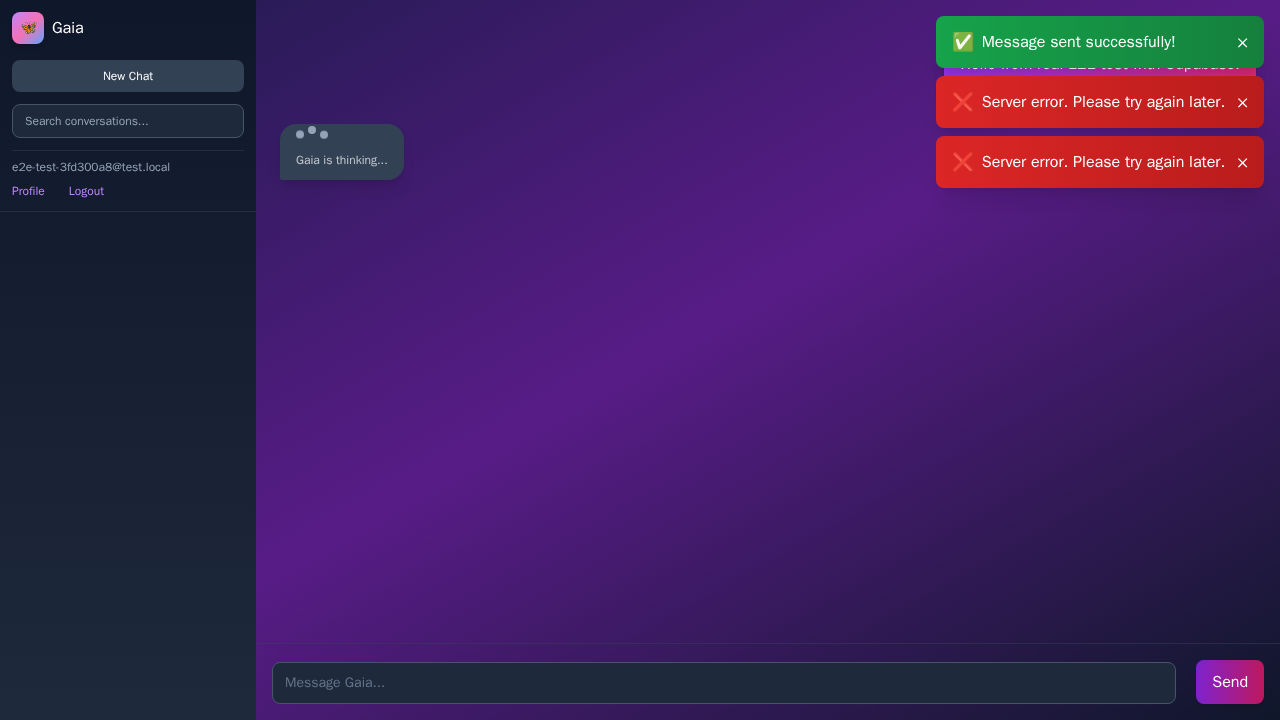 Gaia
New Chat
Search conversations...
e2e-test-3fd300a8@test.local
Profile Logout
Message sent successfully!
Server error. Please try again later.
Server error. Please try again later.
Gaia is thinking...
Message Gaia...
Send